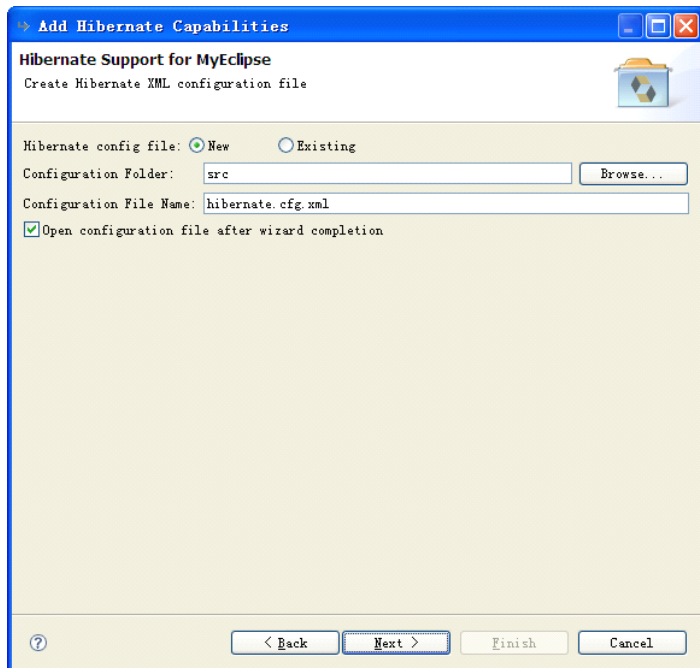 Add Hibernate Capabilities
Hibernate Support for MyEclipse
Create Hibernate XML configuration file
Hibernate config file: New Existing
Configuration Folder: src Browse...
Configuration File Name: hibernate.cfg.xml
Open configuration file after wizard completion
? < Back Next > Finish Cancel